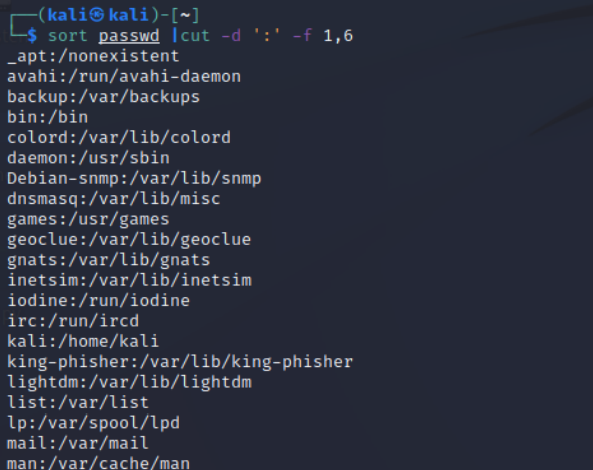 ┌──(kali㉿kali)-[~]
└─$ sort passwd |cut -d ':' -f 1,6
_apt:/nonexistent
avahi:/run/avahi-daemon
backup:/var/backups
bin:/bin
colord:/var/lib/colord
daemon:/usr/sbin
Debian-snmp:/var/lib/snmp
dnsmasq:/var/lib/misc
games:/usr/games
geoclue:/var/lib/geoclue
gnats:/var/lib/gnats
inetsim:/var/lib/inetsim
iodine:/run/iodine
irc:/run/ircd
kali:/home/kali
king-phisher:/var/lib/king-phisher
lightdm:/var/lib/lightdm
list:/var/list
lp:/var/spool/lpd
mail:/var/mail
man:/var/cache/man